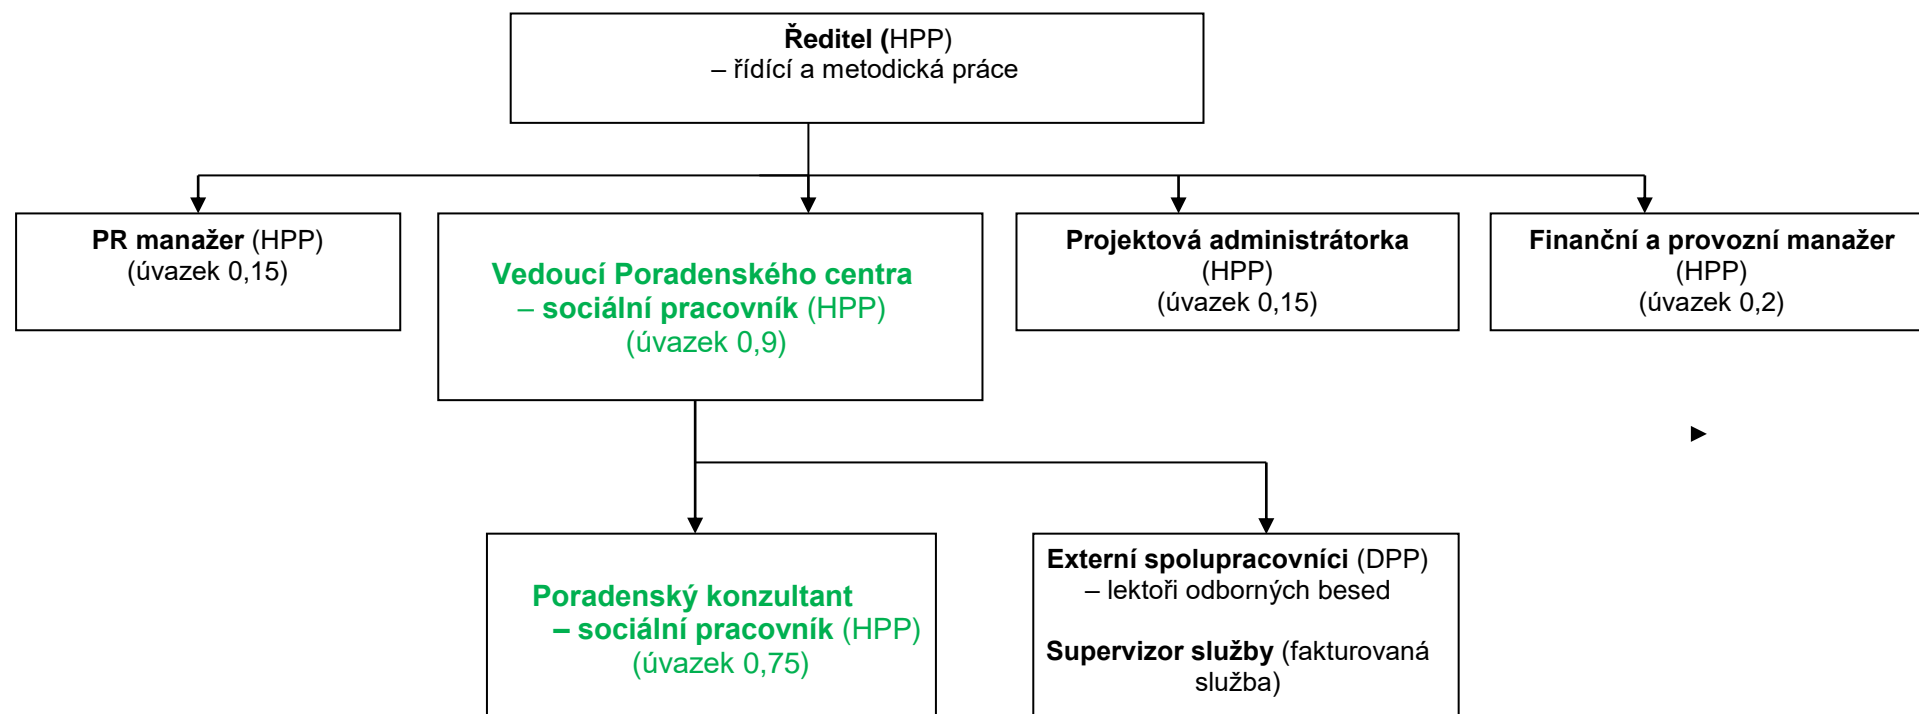 Ředitel (HPP)
– řídící a metodická práce
PR manažer (HPP)
(úvazek 0,15)
Vedoucí Poradenského centra
– sociální pracovník (HPP)
(úvazek 0,9)
Projektová administrátorka
(HPP)
(úvazek 0,15)
Finanční a provozní manažer
(HPP)
(úvazek 0,2)
Poradenský konzultant
– sociální pracovník (HPP)
(úvazek 0,75)
Externí spolupracovníci (DPP)
– lektoři odborných besed
Supervizor služby (fakturovaná
služba)